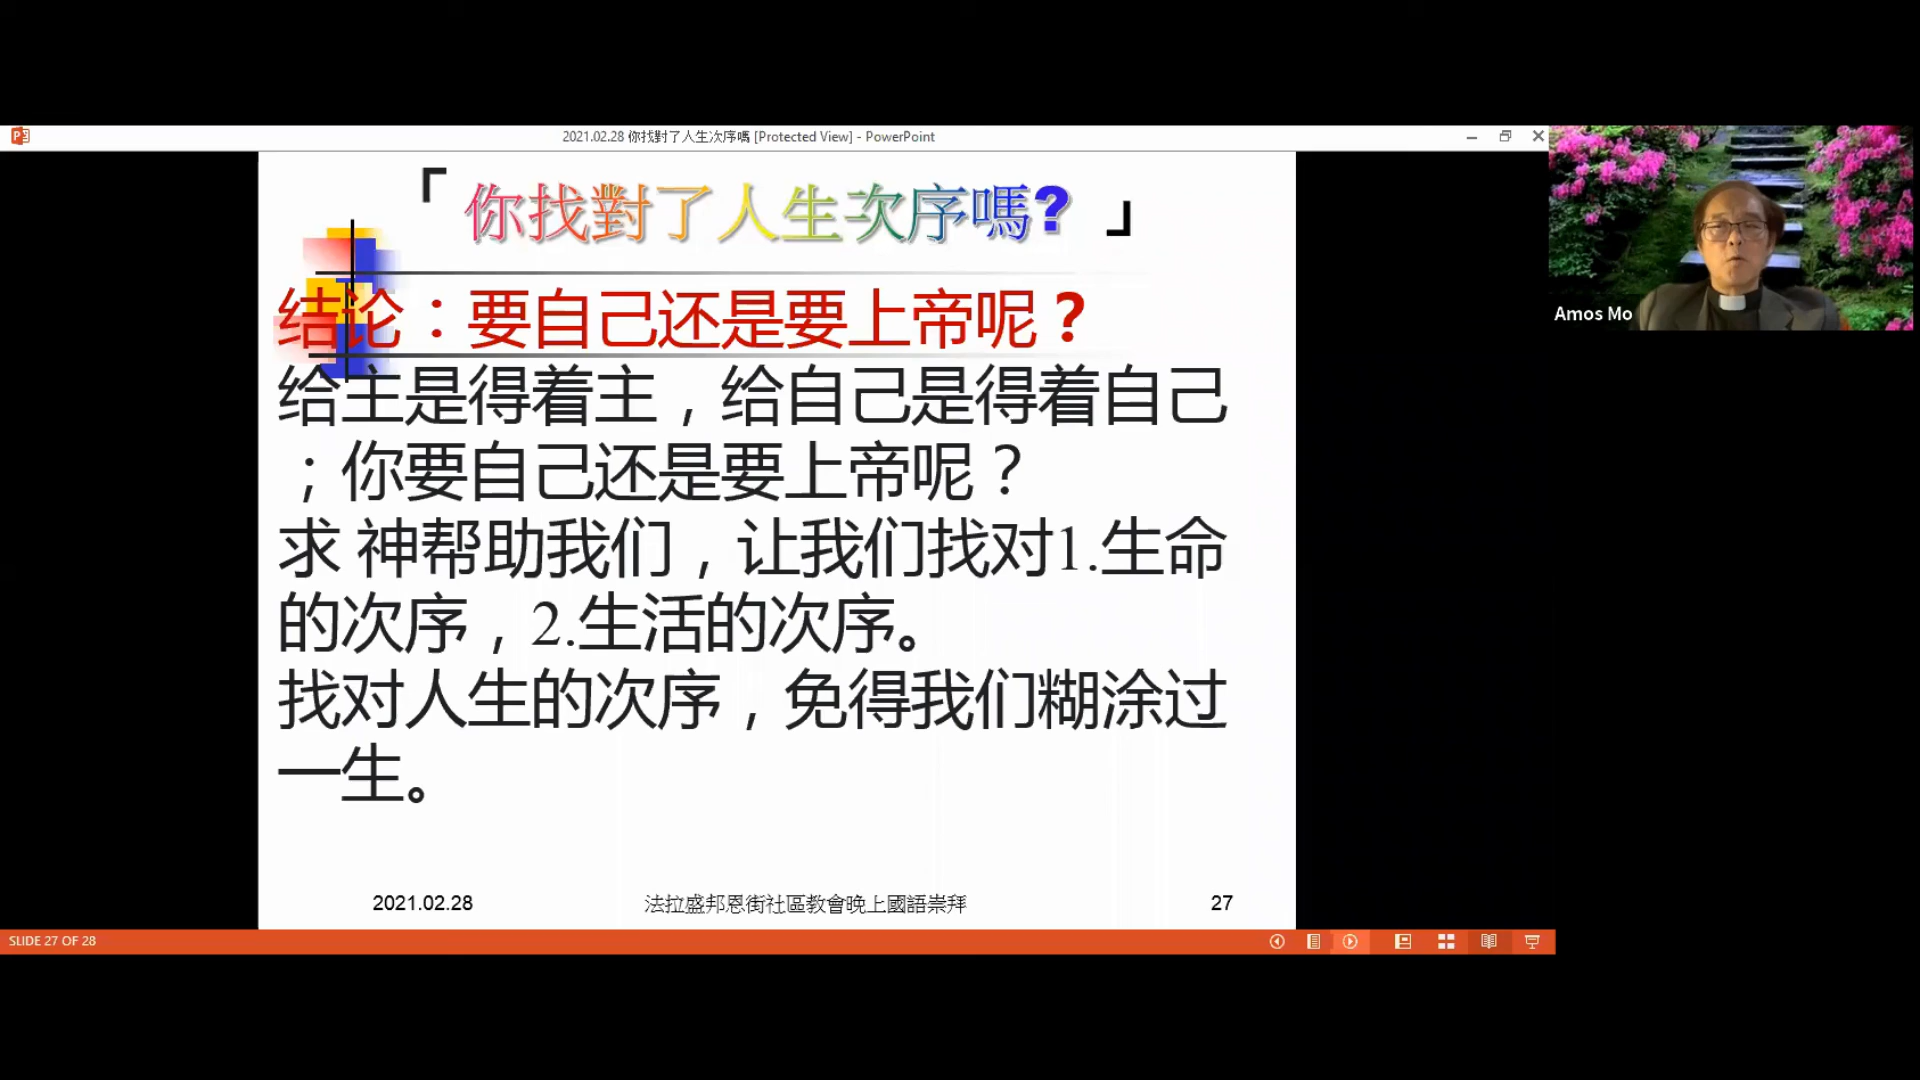 2021.02.28 你找對了人生次序嗎 [Protected View] - PowerPoint
「你找對了人生次序嗎?」
结论：要自己还是要上帝呢？
给主是得着主，给自己是得着自己
；你要自己还是要上帝呢？
求 神帮助我们，让我们找对1.生命
的次序，2.生活的次序。
找对人生的次序，免得我们糊涂过
一生。
2021.02.28 法拉盛邦恩街社區教會晚上國語崇拜 27
SLIDE 27 OF 28
Amos Mo